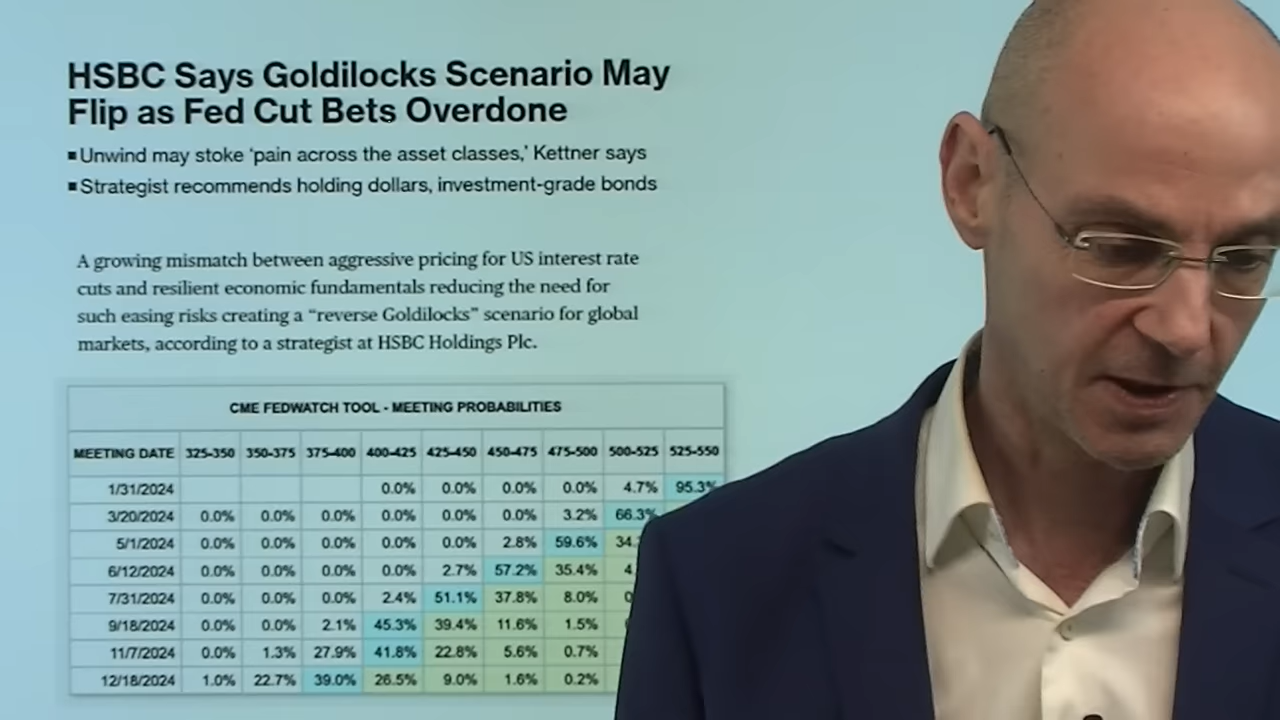 HSBC Says Goldilocks Scenario May
Flip as Fed Cut Bets Overdone
▪Unwind may stoke ‘pain across the asset classes,’ Kettner says
▪Strategist recommends holding dollars, investment-grade bonds
A growing mismatch between aggressive pricing for US interest rate
cuts and resilient economic fundamentals reducing the need for
such easing risks creating a “reverse Goldilocks” scenario for global
markets, according to a strategist at HSBC Holdings Plc.
CME FEDWATCH TOOL - MEETING PROBABILITIES
MEETING DATE 325-350 350-375 375-400 400-425 425-450 450-475 475-500 500-525 525-550
1/31/2024 0.0% 0.0% 0.0% 0.0% 4.7% 95.3%
3/20/2024 0.0% 0.0% 0.0% 0.0% 0.0% 0.0% 3.2% 66.3%
5/1/2024 0.0% 0.0% 0.0% 0.0% 0.0% 2.8% 59.6% 34.
6/12/2024 0.0% 0.0% 0.0% 0.0% 2.7% 57.2% 35.4% 4.
7/31/2024 0.0% 0.0% 0.0% 2.4% 51.1% 37.8% 8.0% 0
9/18/2024 0.0% 0.0% 2.1% 45.3% 39.4% 11.6% 1.5%
11/7/2024 0.0% 1.3% 27.9% 41.8% 22.8% 5.6% 0.7%
12/18/2024 1.0% 22.7% 39.0% 26.5% 9.0% 1.6% 0.2%